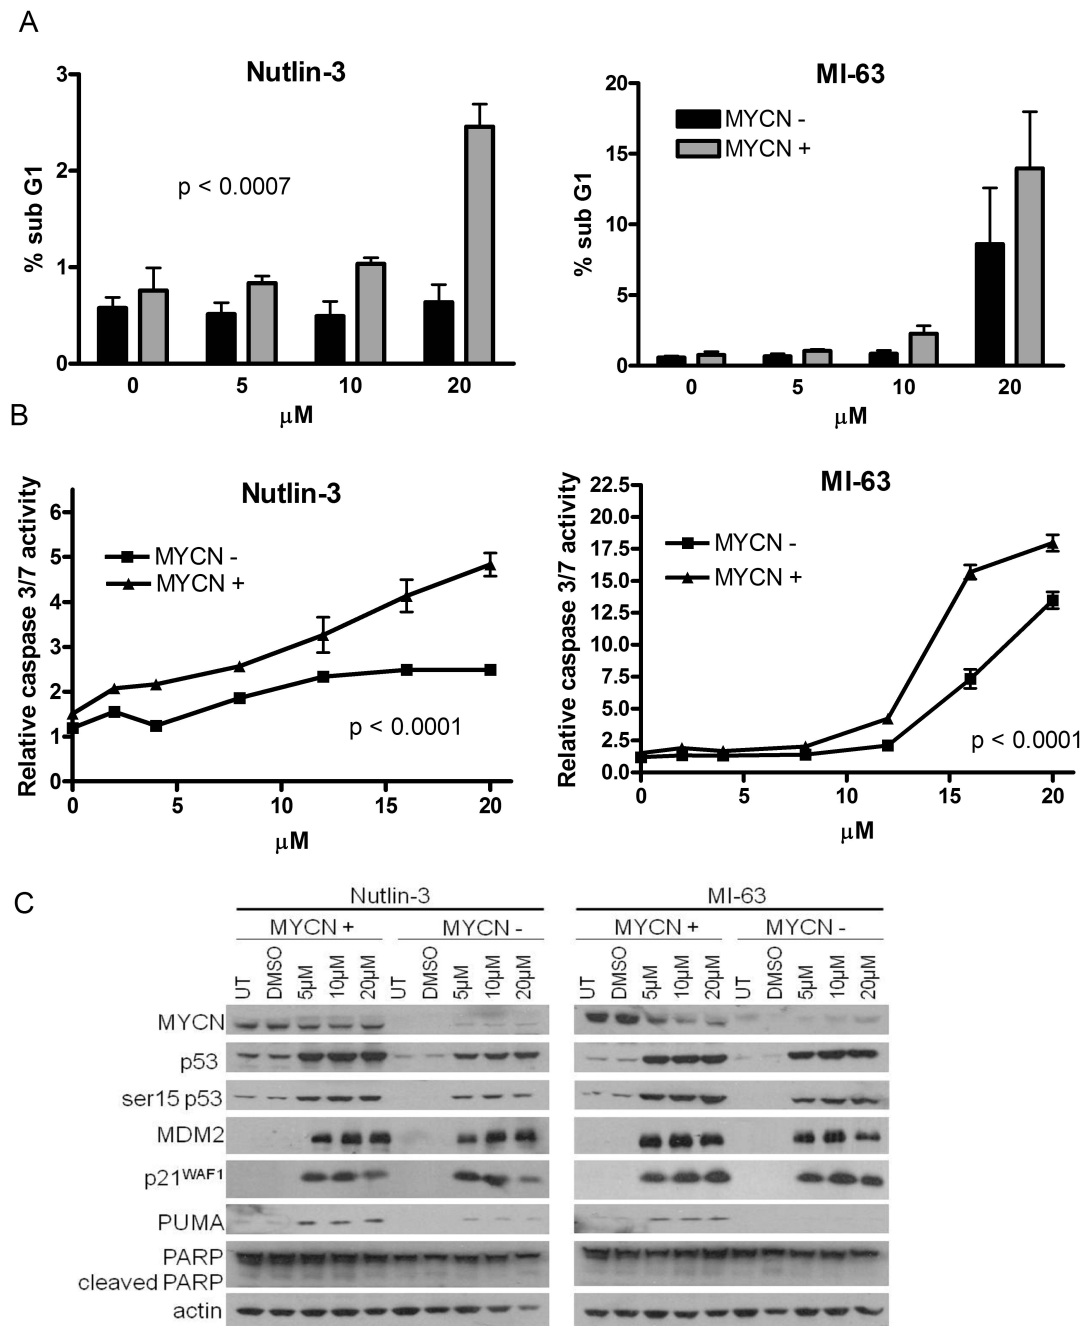 A
Nutlin-3
3
2
1
0
% sub G1
p < 0.0007
0 5 10 20
µM
MI-63
20
15
10
5
0
% sub G1
MYCN -
MYCN +
0 5 10 20
µM
B
Nutlin-3
6
5
4
3
2
1
0
Relative caspase 3/7 activity
MYCN -
MYCN +
p < 0.0001
0 5 10 15 20
µM
MI-63
22.5
20.0
17.5
15.0
12.5
10.0
7.5
5.0
2.5
0.0
Relative caspase 3/7 activity
MYCN -
MYCN +
p < 0.0001
0 5 10 15 20
µM
C
Nutlin-3 MI-63
MYCN + MYCN - MYCN + MYCN -
UT DMSO 5µM 10µM 20µM UT DMSO 5µM 10µM 20µM UT DMSO 5µM 10µM 20µM UT DMSO 5µM 10µM 20µM
MYCN
p53
ser15 p53
MDM2
p21WAF1
PUMA
PARP
cleaved PARP
actin